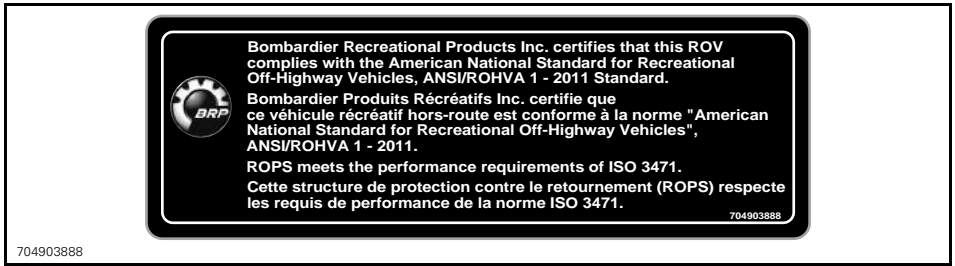 Bombardier Recreational Products Inc. certifies that this ROV
complies with the American National Standard for Recreational
Off-Highway Vehicles, ANSI/ROHVA 1 - 2011 Standard.
Bombardier Produits Récréatifs Inc. certifie que
ce véhicule récréatif hors-route est conforme à la norme "American
National Standard for Recreational Off-Highway Vehicles",
ANSI/ROHVA 1 - 2011.
ROPS meets the performance requirements of ISO 3471.
Cette structure de protection contre le retournement (ROPS) respecte
les requis de performance de la norme ISO 3471.
BRP
704903888
704903888